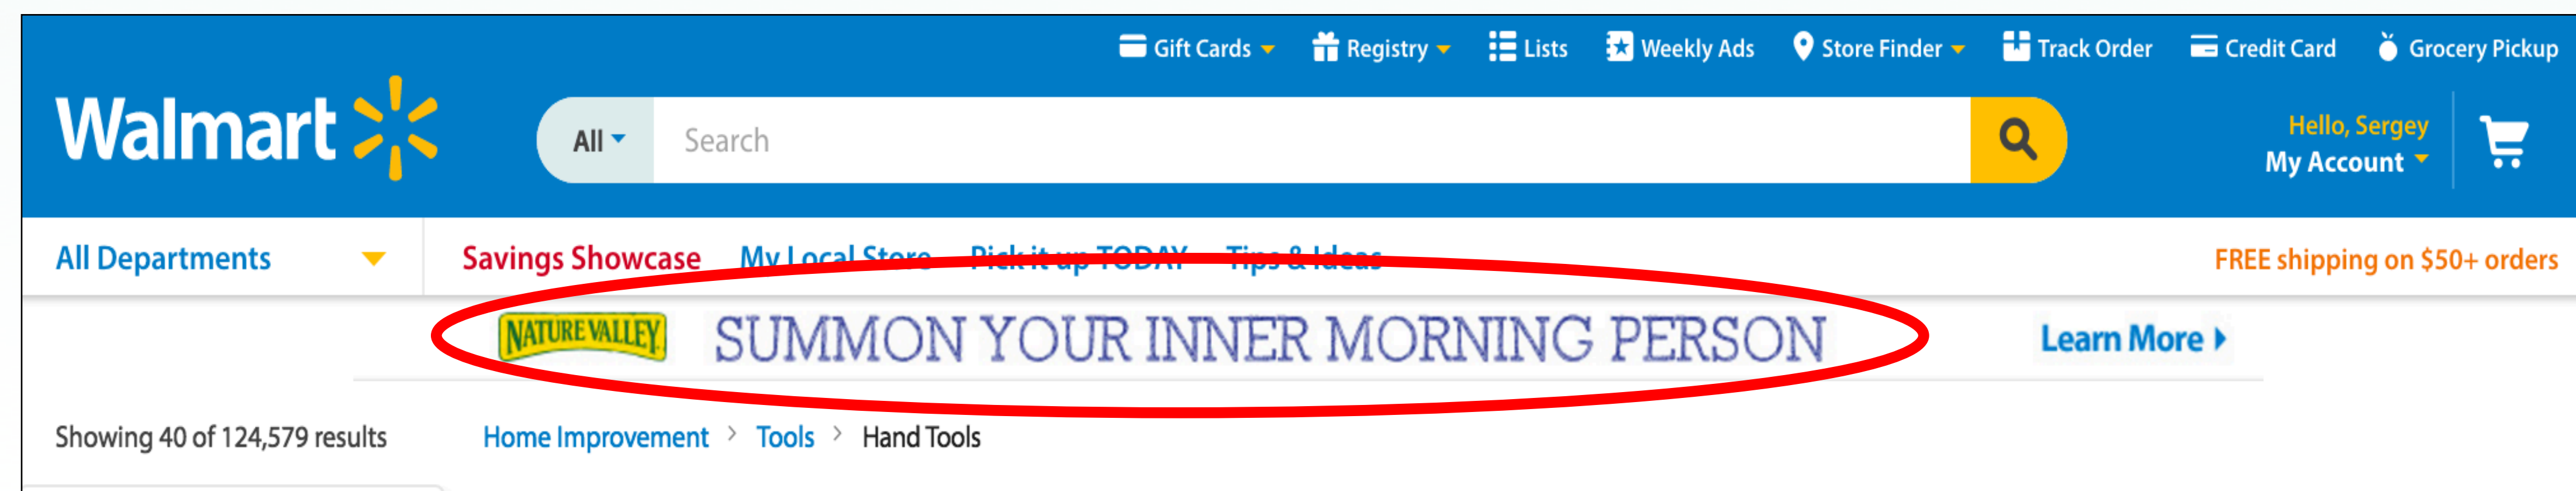 Gift Cards Registry Lists Weekly Ads Store Finder Track Order Credit Card Grocery Pickup
Walmart All Search Hello, Sergey
My Account
All Departments Savings Showcase My Local Store Pick it up TODAY Tips & Ideas FREE shipping on $50+ orders
NATURE VALLEY SUMMON YOUR INNER MORNING PERSON Learn More
Showing 40 of 124,579 results Home Improvement > Tools > Hand Tools